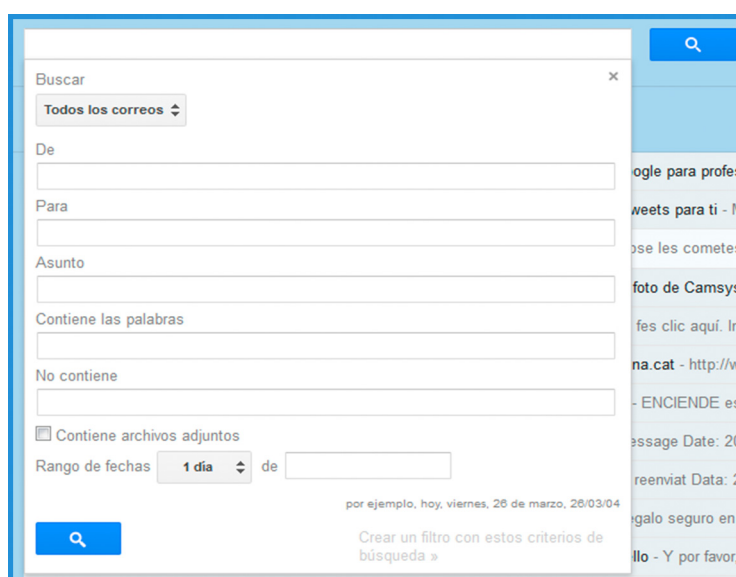 Buscar ×
Todos los correos
De
Para
Asunto
Contiene las palabras
No contiene
Contiene archivos adjuntos
Rango de fechas 1 día de
por ejemplo, hoy, viernes, 26 de marzo, 26/03/04
Crear un filtro con estos criterios de
búsqueda »
ogle para profes
weets para ti - M
ose les cometes
foto de Camsys
fes clic aquí. Ir
na.cat - http://w
- ENCIENDE es
essage Date: 20
reenviat Data: 2
egalo seguro en
llo - Y por favor,